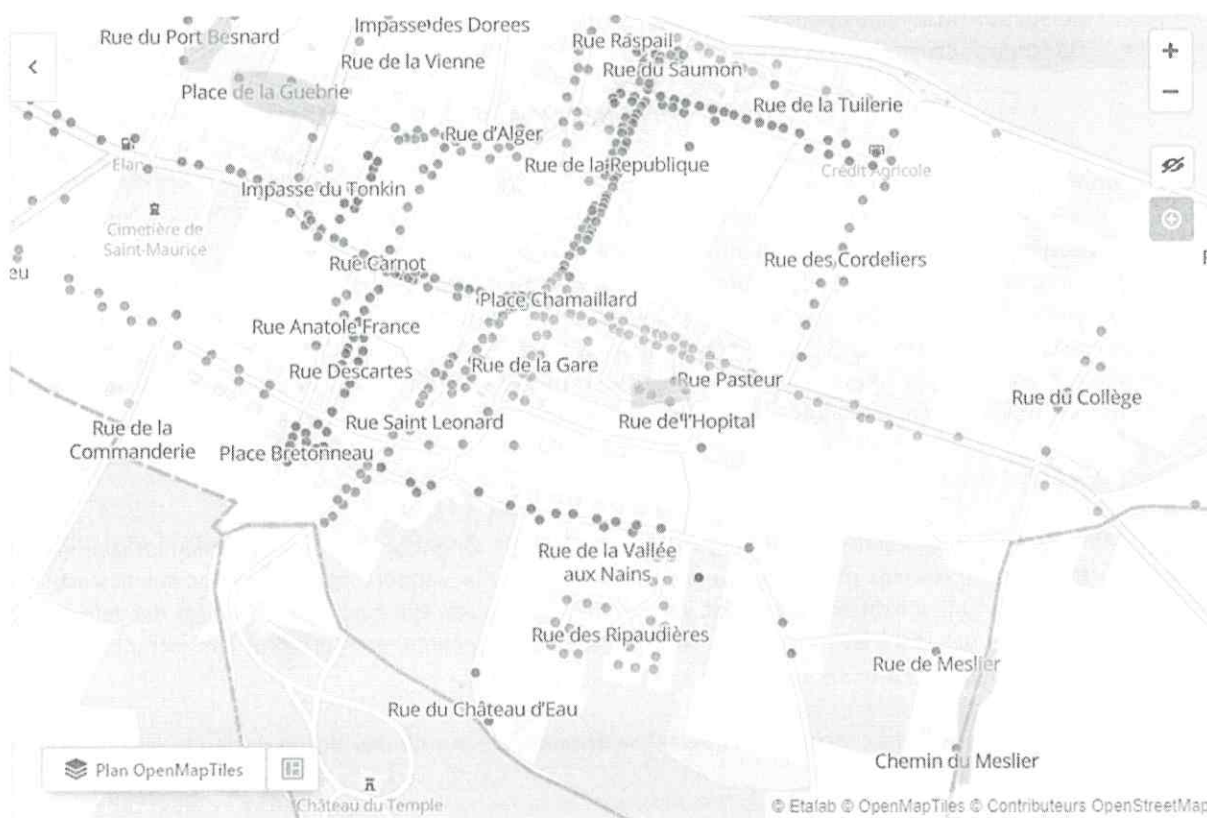 Impasse des Dorees
Rue du Port Besnard
Rue Raspail
Rue de la Vienne
Rue du Saumon
Place de la Guebrie
Rue de la Tuilerie
Rue d'Alger
Rue de la Republique
Elan
Crédit Agricole
Impasse du Tonkin
Cimetière de
Saint-Maurice
Rue Carnot
Rue des Cordeliers
eu
Place Chamaillard
Rue Anatole France
Rue de la Gare
Rue Descartes
Rue Pasteur
Rue du Collège
Rue Saint Leonard
Rue de l'Hopital
Rue de la
Commanderie
Place Bretonneau
Rue de la Vallée
aux Nains
Rue des Ripaudières
Rue de Meslier
Rue du Château d'Eau
Chemin du Meslier
Plan OpenMapTiles
Château du Temple
© Etalab © OpenMapTiles © Contributeurs OpenStreetMap